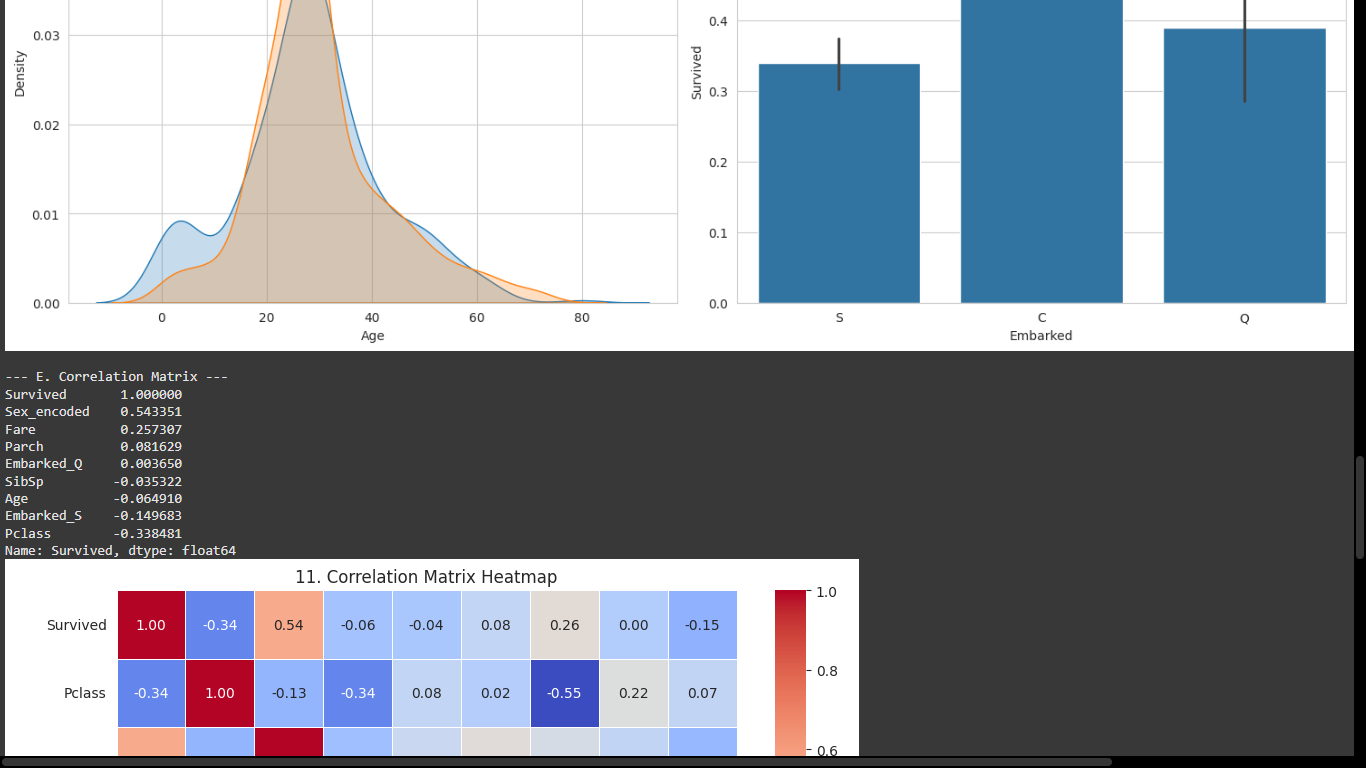 0.03
0.02
0.01
0.00
Density
0 20 40 60 80
Age
0.4
0.3
0.2
0.1
0.0
Survived
S C Q
Embarked
--- E. Correlation Matrix ---
Survived 1.000000
Sex_encoded 0.543351
Fare 0.257307
Parch 0.081629
Embarked_Q 0.003650
SibSp -0.035322
Age -0.064910
Embarked_S -0.149683
Pclass -0.338481
Name: Survived, dtype: float64
11. Correlation Matrix Heatmap
Survived 1.00 -0.34 0.54 -0.06 -0.04 0.08 0.26 0.00 -0.15
Pclass -0.34 1.00 -0.13 -0.34 0.08 0.02 -0.55 0.22 0.07
1.0
0.8
0.6